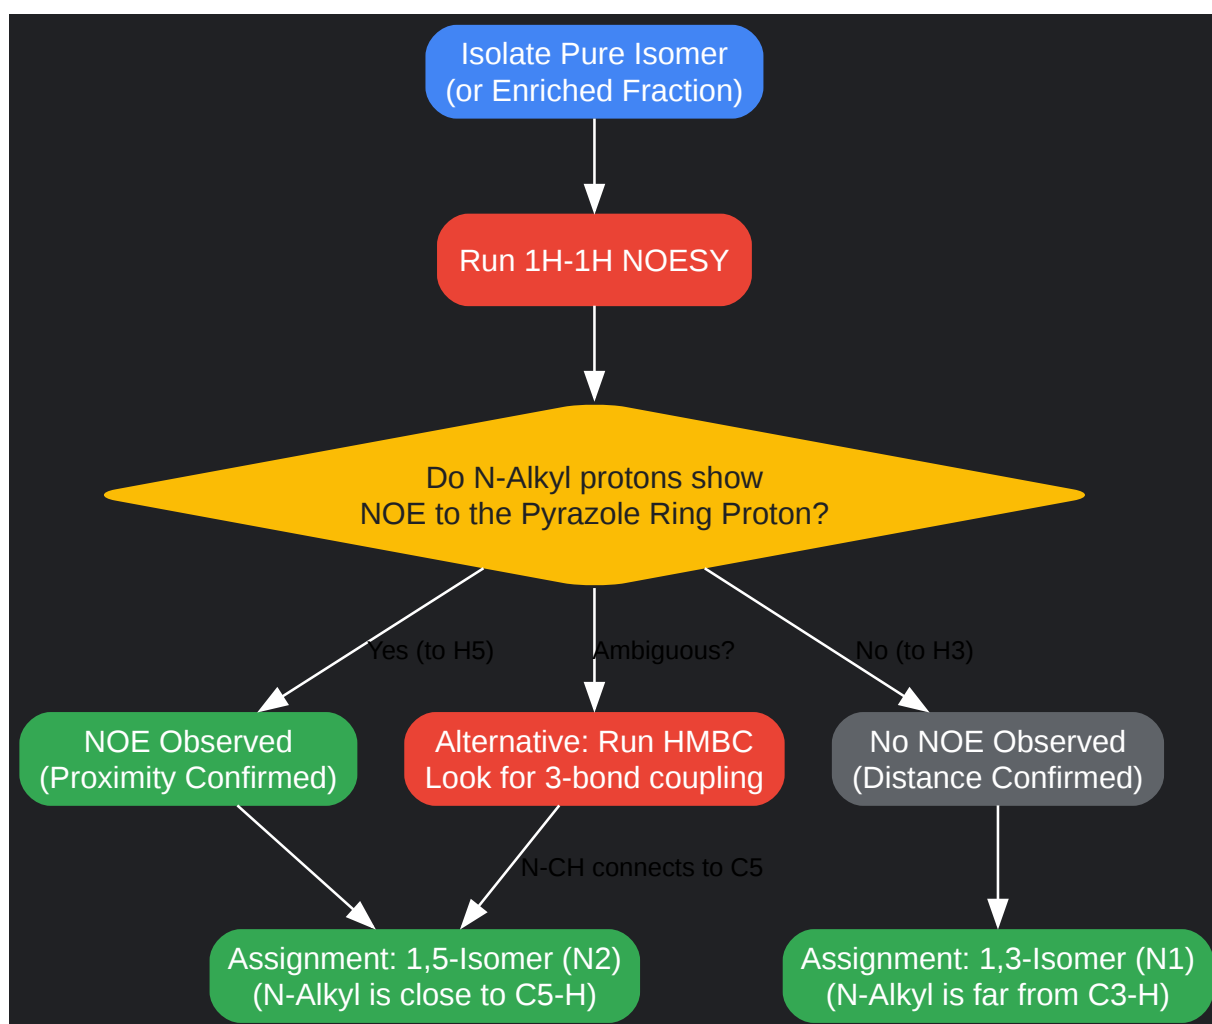 Isolate Pure Isomer
(or Enriched Fraction)
Run 1H-1H NOESY
Do N-Alkyl protons show
NOE to the Pyrazole Ring Proton?
Yes (to H5)
Ambiguous?
No (to H3)
NOE Observed
(Proximity Confirmed)
Alternative: Run HMBC
Look for 3-bond coupling
No NOE Observed
(Distance Confirmed)
N-CH connects to C5
Assignment: 1,5-Isomer (N2)
(N-Alkyl is close to C5-H)
Assignment: 1,3-Isomer (N1)
(N-Alkyl is far from C3-H)